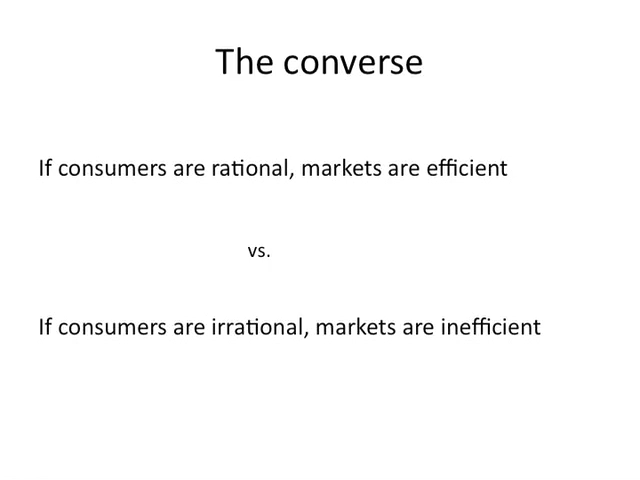 The converse
If consumers are rational, markets are efficient
vs.
If consumers are irrational, markets are inefficient